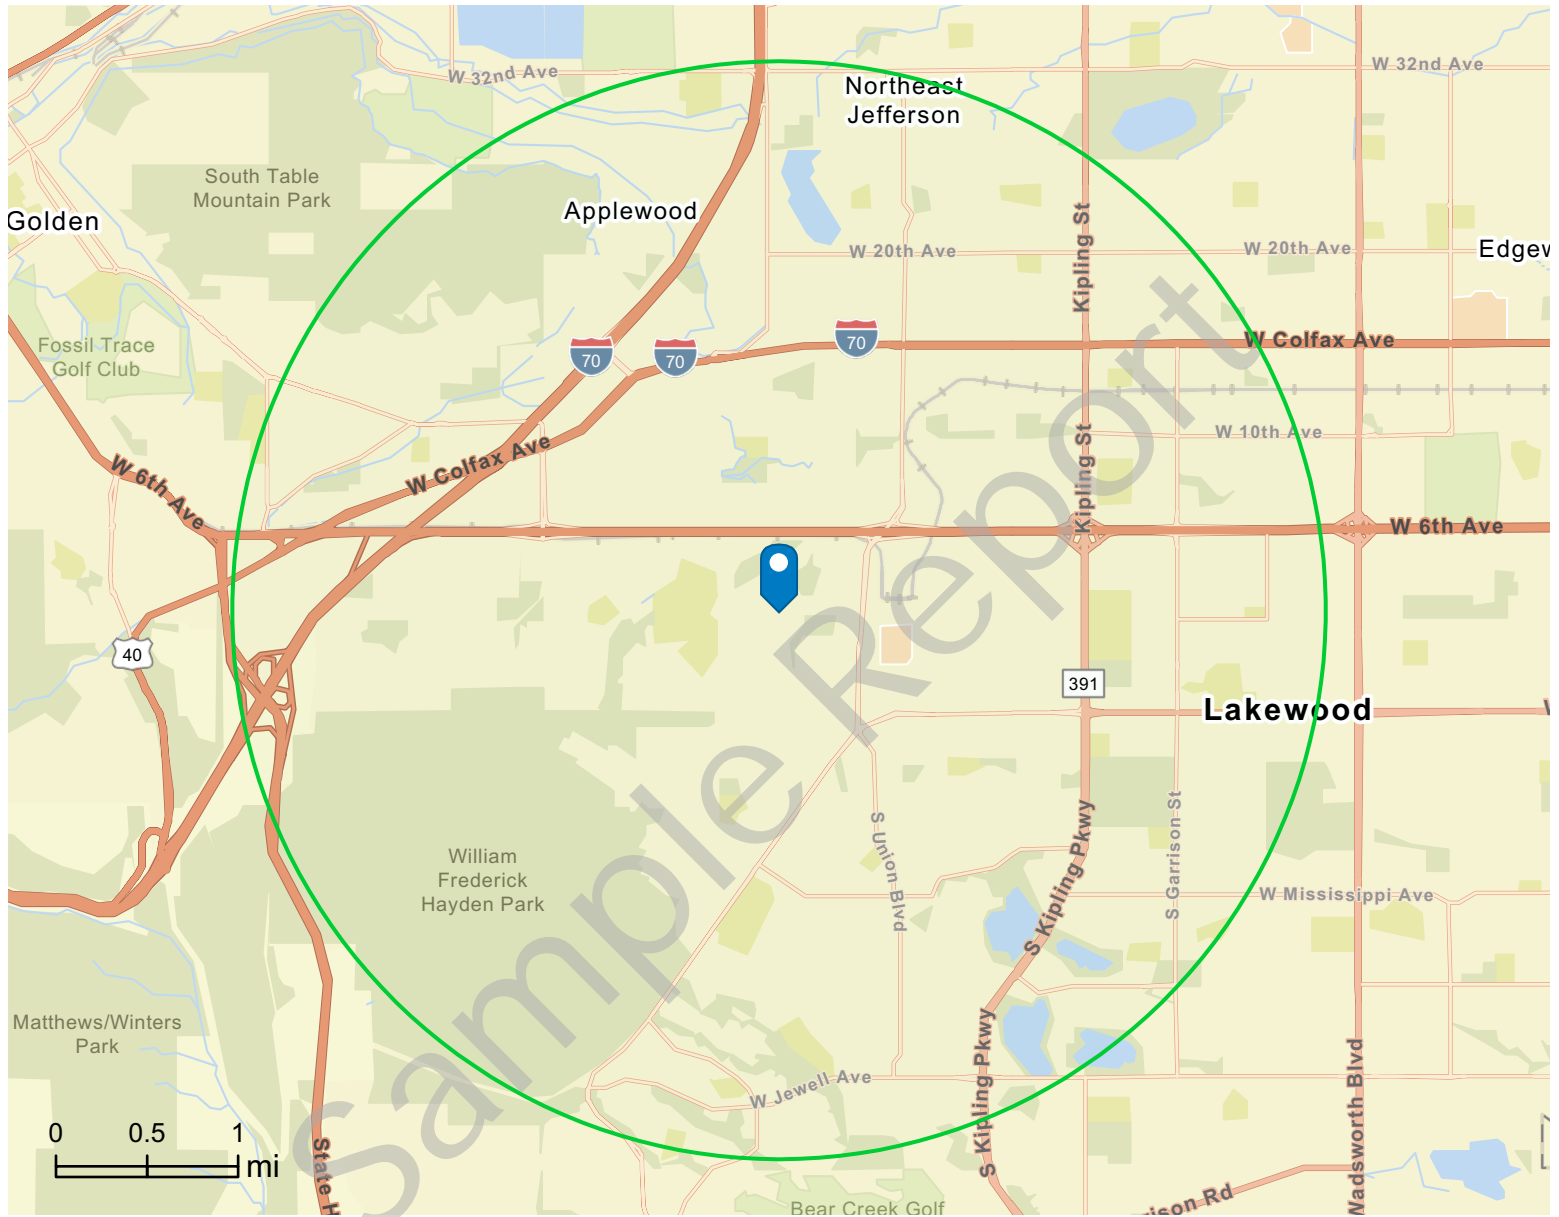 W 32nd Ave
W 32nd Ave
Northeast
Jefferson
South Table
Mountain Park
Golden
Applewood
Kipling St
W 20th Ave
W 20th Ave
Edgew
Fossil Trace
Golf Club
70
70
70
W Colfax Ave
W 10th Ave
W Colfax Ave
W 6th Ave
Kipling St
W 6th Ave
40
391
Lakewood
S Union Blvd
S Kipling Pkwy
S Garrison St
William
Frederick
Hayden Park
W Mississippi Ave
Matthews/Winters
Park
S Kipling Pkwy
W Jewell Ave
Wadsworth Blvd
0 0.5 1
mi
State H
Bear Creek Golf
rison Rd
Sample Report